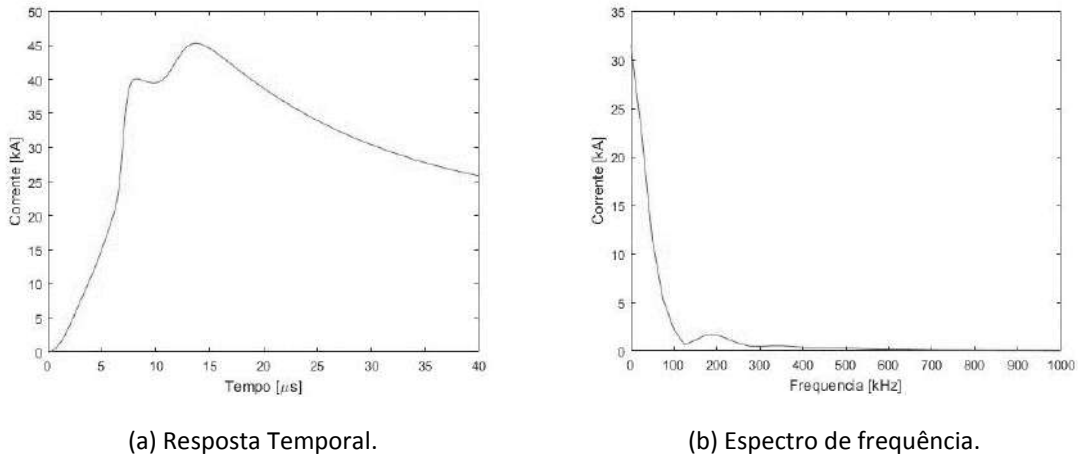 50
45
40
35
30
25
20
15
10
5
0
Corrente [kA]
0 5 10 15 20 25 30 35 40
Tempo [μs]
35
30
25
20
15
10
5
0
Corrente [kA]
0 100 200 300 400 500 600 700 800 900 1000
Frequencia [kHz]
(a) Resposta Temporal.
(b) Espectro de frequência.